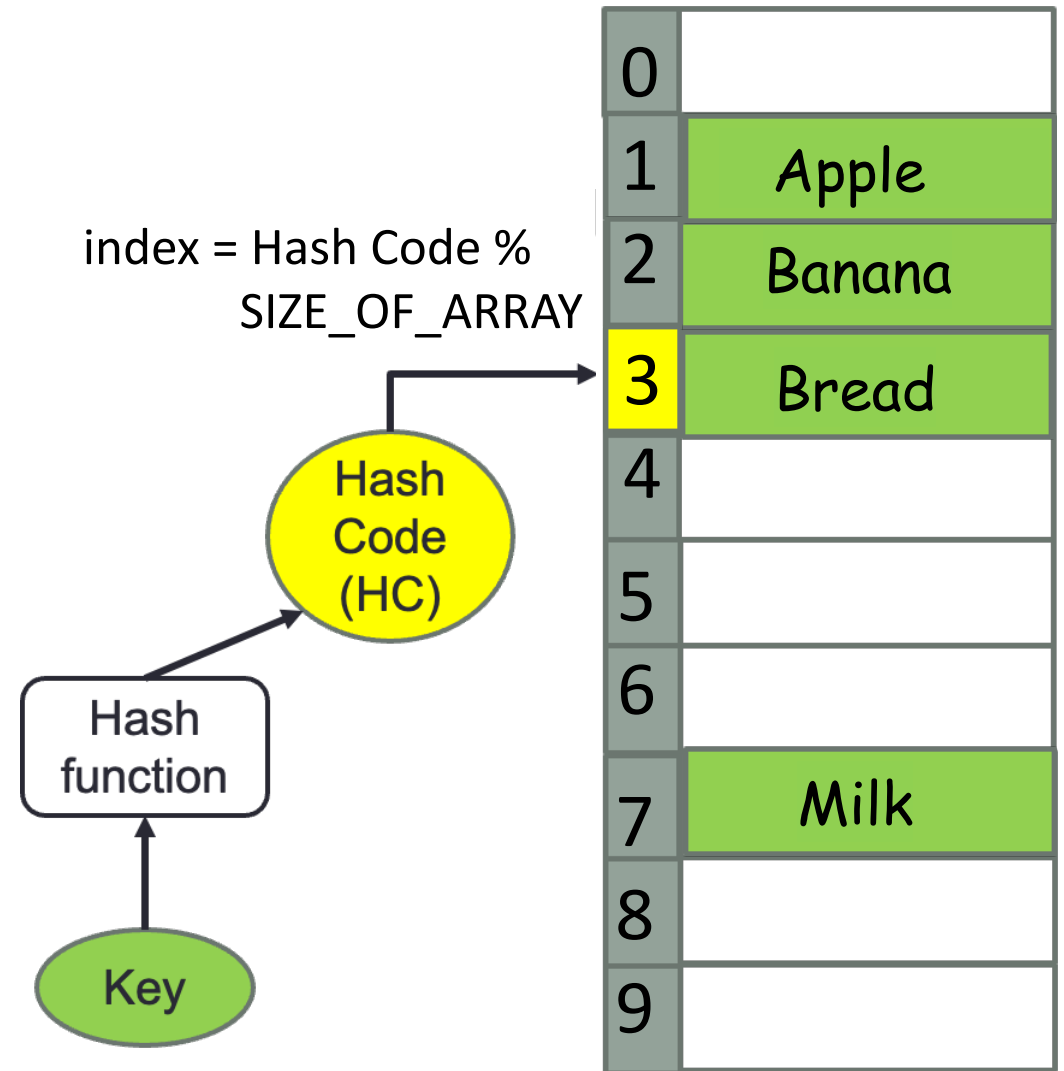 index = Hash Code %
SIZE_OF_ARRAY
Hash
Code
(HC)
Hash
function
Key
0
1 Apple
2 Banana
3 Bread
4
5
6
7 Milk
8
9